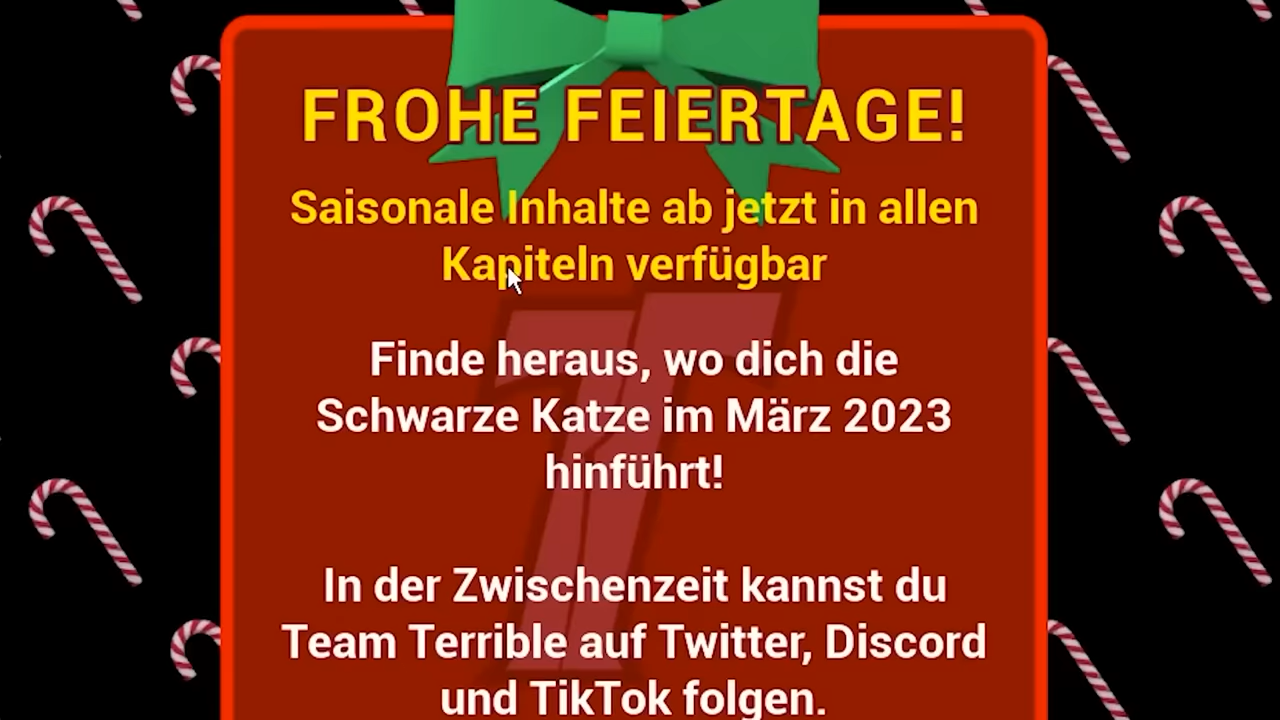 FROHE FEIERTAGE!
Saisonale Inhalte ab jetzt in allen
Kapiteln verfügbar
Finde heraus, wo dich die
Schwarze Katze im März 2023
hinführt!
In der Zwischenzeit kannst du
Team Terrible auf Twitter, Discord
und TikTok folgen.